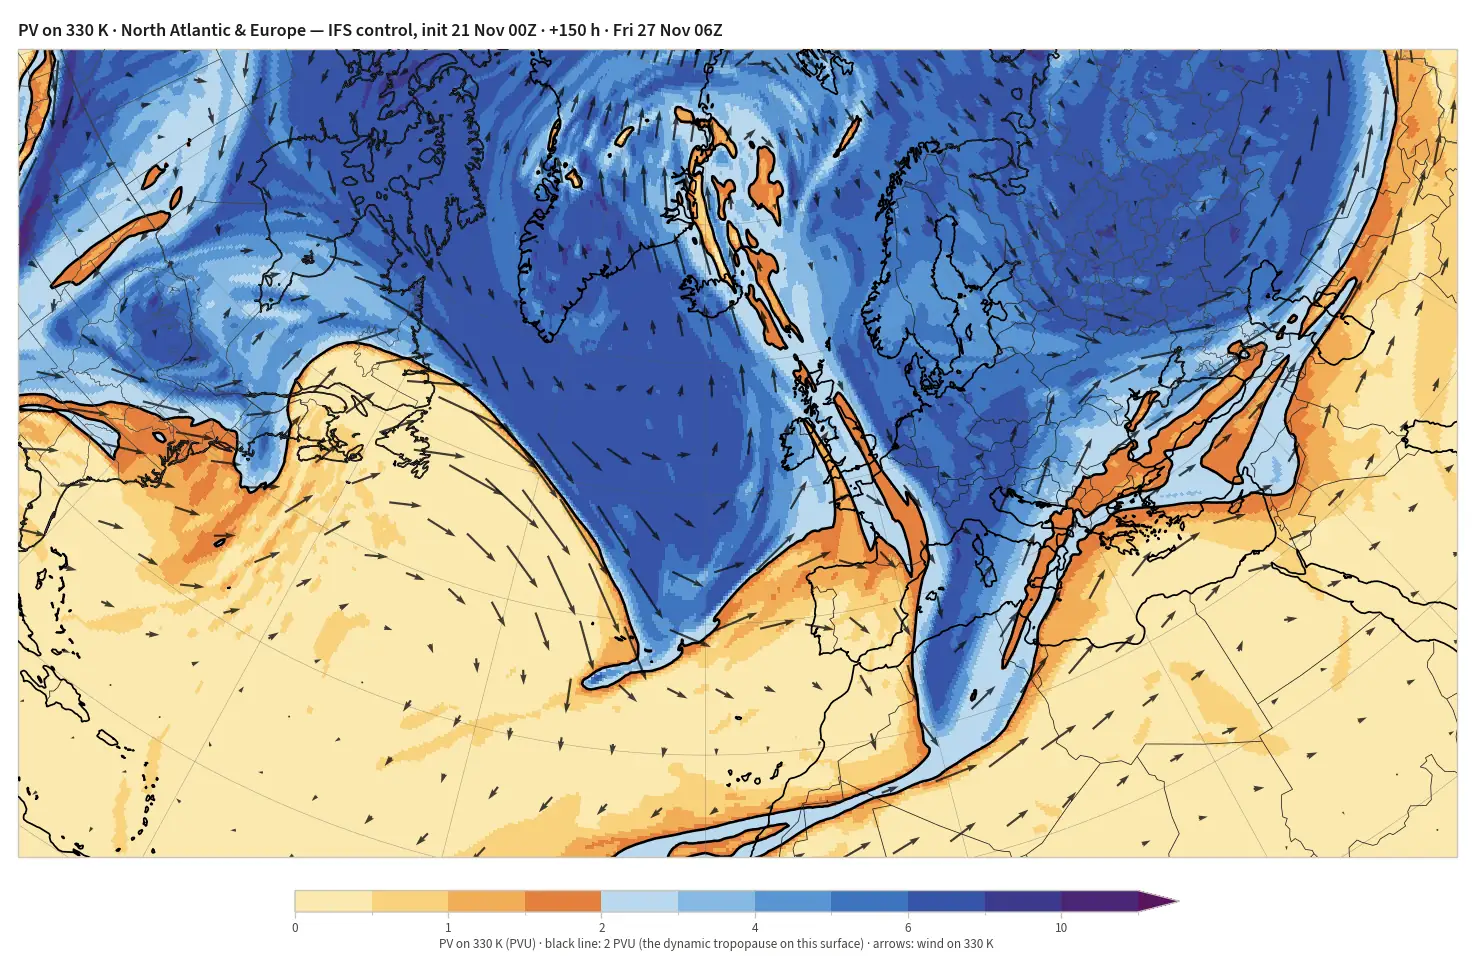 PV on 330 K · North Atlantic & Europe — IFS control, init 21 Nov 00Z · +150 h · Fri 27 Nov 06Z
0 1 2 4 6 10
PV on 330 K (PVU) · black line: 2 PVU (the dynamic tropopause on this surface) · arrows: wind on 330 K